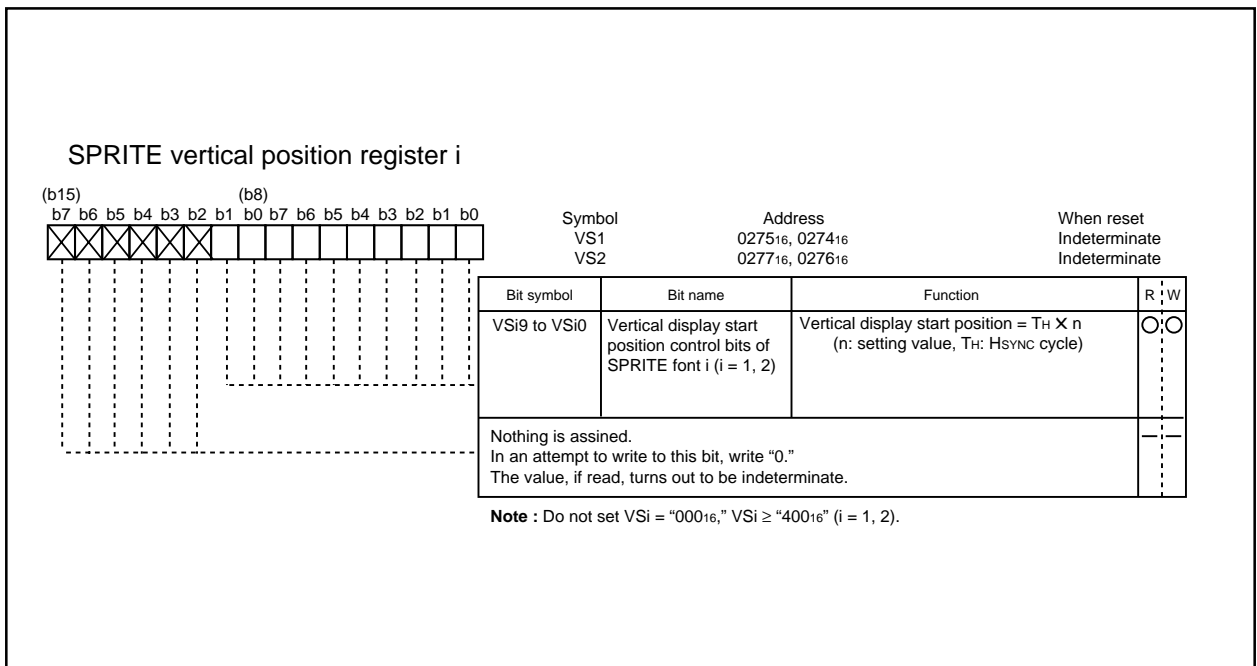 SPRITE vertical position register i
(b15) (b8)
b7 b6 b5 b4 b3 b2 b1 b0 b7 b6 b5 b4 b3 b2 b1 b0
Symbol Address When reset
VS1 027516, 027416 Indeterminate
VS2 027716, 027616 Indeterminate
Bit symbol Bit name Function R W
VSi9 to VSi0 Vertical display start Vertical display start position = TH X n
position control bits of (n: setting value, TH: HSYNC cycle)
SPRITE font i (i = 1, 2)
Nothing is assined.
In an attempt to write to this bit, write “0.”
The value, if read, turns out to be indeterminate.
Note : Do not set VSi = “00016,” VSi ≥ “40016” (i = 1, 2).